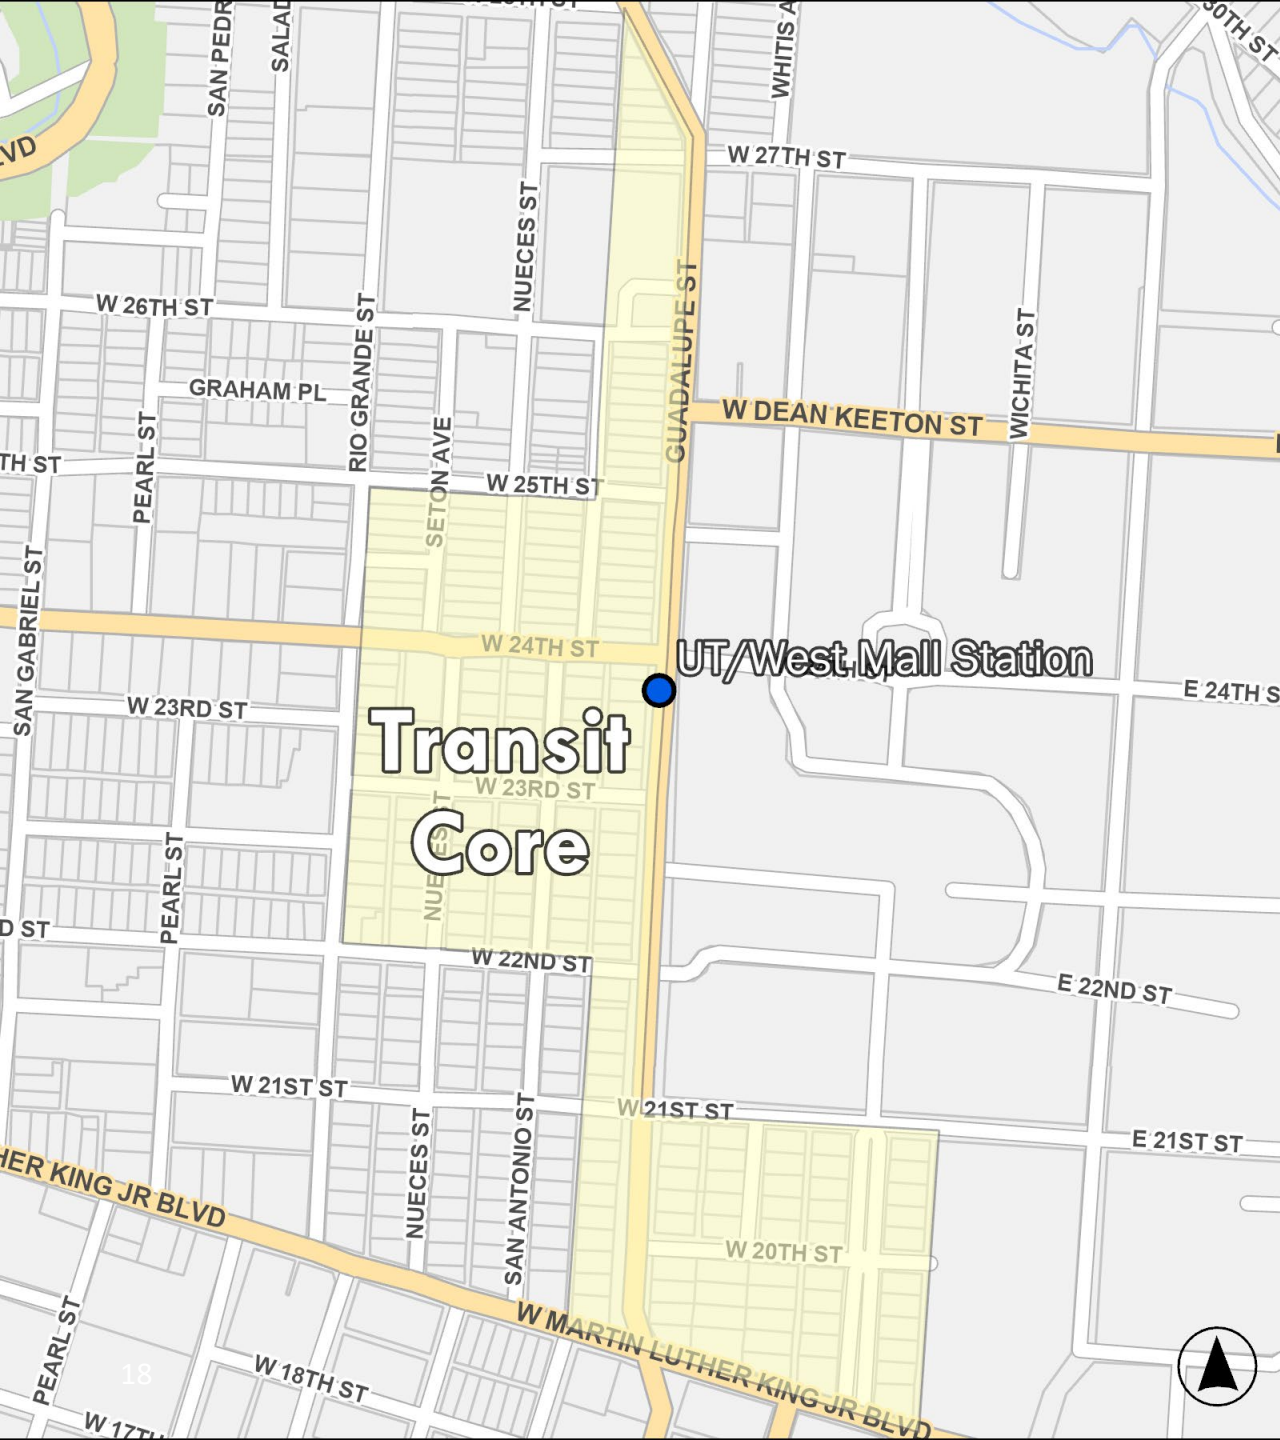 SAN PEDR
SALAD
WHITIS A
30TH ST
LVD
W 27TH ST
NUECES ST
W 26TH ST
GUADALUPE ST
RIO GRANDE ST
WICHITA ST
GRAHAM PL
W DEAN KEETON ST
PEARL ST
SETON AVE
TH ST
W 25TH ST
SAN GABRIEL ST
W 24TH ST
UT/West Mall Station
E 24TH S
W 23RD ST
Transit
W 23RD ST
Core
NUECES ST
PEARL ST
D ST
W 22ND ST
E 22ND ST
W 21ST ST
W 21ST ST
E 21ST ST
NUECES ST
SAN ANTONIO ST
HER KING JR BLVD
W 20TH ST
W MARTIN LUTHER KING JR BLVD
PEARL ST
18
W 18TH ST
W 17TH